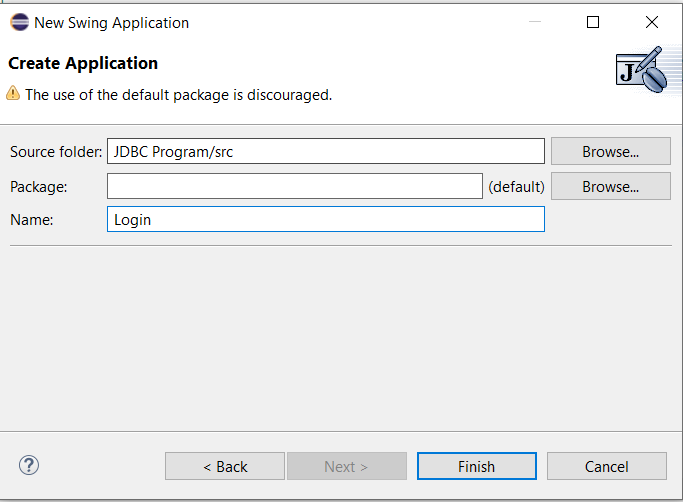 New Swing Application
Create Application
The use of the default package is discouraged.
Source folder: JDBC Program/src Browse...
Package: (default) Browse...
Name: Login
? < Back Next > Finish Cancel